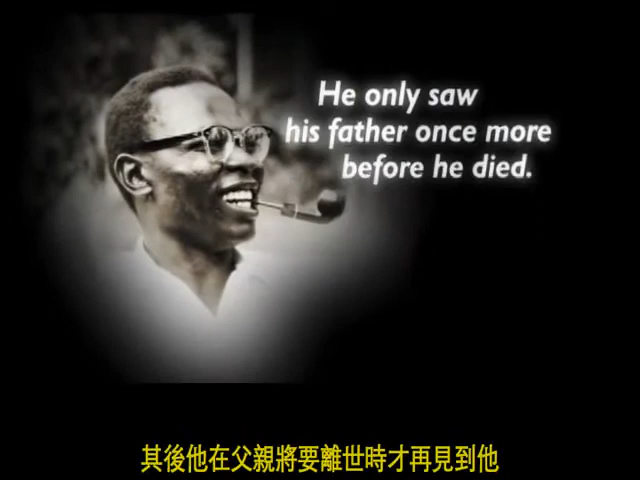 He only saw
his father once more
before he died.
其後他在父親將要離世時才再見到他